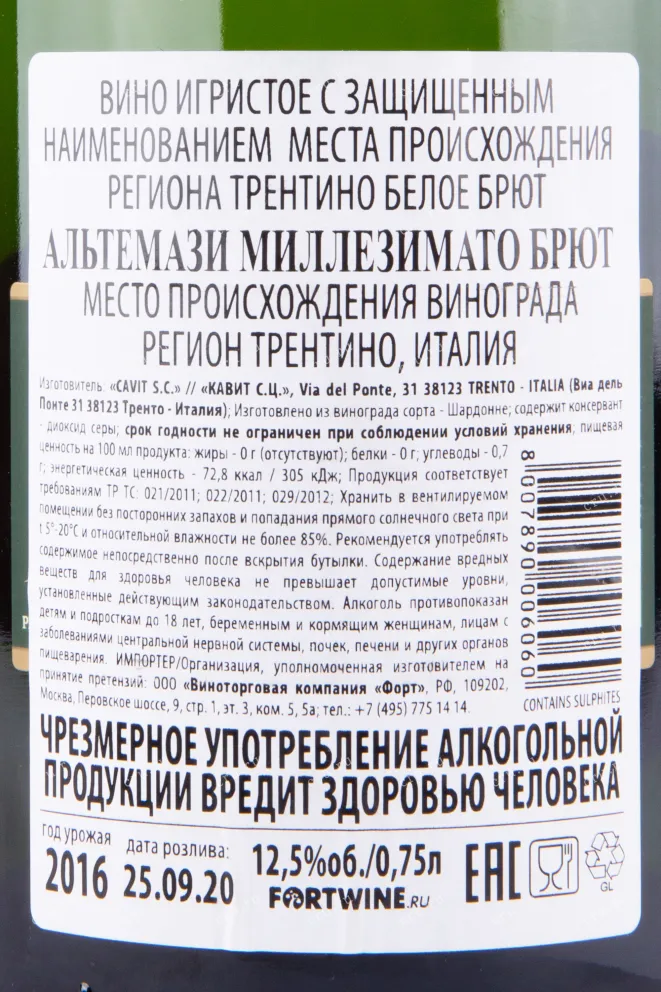 ВИНО ИГРИСТОЕ С ЗАЩИЩЕННЫМ
НАИМЕНОВАНИЕМ МЕСТА ПРОИСХОЖДЕНИЯ
РЕГИОНА ТРЕНТИНО БЕЛОЕ БРЮТ
АЛЬТЕМАЗИ МИЛЛЕЗИМАТО БРЮТ
МЕСТО ПРОИСХОЖДЕНИЯ ВИНОГРАДА
РЕГИОН ТРЕНТИНО, ИТАЛИЯ
Изготовитель: «CAVIT S.C.» // «КАВИТ С.Ц.», Via del Ponte, 31 38123 TRENTO - ITALIA (Виа дель
Понте 31 38123 Тренто - Италия); Изготовлено из винограда сорта - Шардонне; содержит консервант
- диоксид серы; срок годности не ограничен при соблюдении условий хранения; пищевая
ценность на 100 мл продукта: жиры - 0 г (отсутствуют); белки - 0 г; углеводы - 0,7
г; энергетическая ценность - 72,8 ккал / 305 кДж; Продукция соответствует
требованиям ТР ТС: 021/2011; 022/2011; 029/2012; Хранить в вентилируемом
помещении без посторонних запахов и попадания прямого солнечного света при
t 5°-20°С и относительной влажности не более 85%. Рекомендуется употреблять
содержимое непосредственно после вскрытия бутылки. Содержание вредных
веществ для здоровья человека не превышает допустимые уровни,
установленные действующим законодательством. Алкоголь противопоказан
детям и подросткам до 18 лет, беременным и кормящим женщинам, лицам с
заболеваниями центральной нервной системы, почек, печени и других органов
пищеварения. ИМПОРТЕР/Организация, уполномоченная изготовителем на
принятие претензий: ООО «Виноторговая компания «Форт», РФ, 109202,
Москва, Перовское шоссе, 9, стр. 1, эт. 3, ком. 5, 5а; тел.: +7 (495) 775 14 14.
8 007890 006060
CONTAINS SULPHITES
ЧРЕЗМЕРНОЕ УПОТРЕБЛЕНИЕ АЛКОГОЛЬНОЙ
ПРОДУКЦИИ ВРЕДИТ ЗДОРОВЬЮ ЧЕЛОВЕКА
год урожая
2016
дата розлива:
25.09.20
12,5%об./0,75л
FORTWINE.RU
EAC
GL